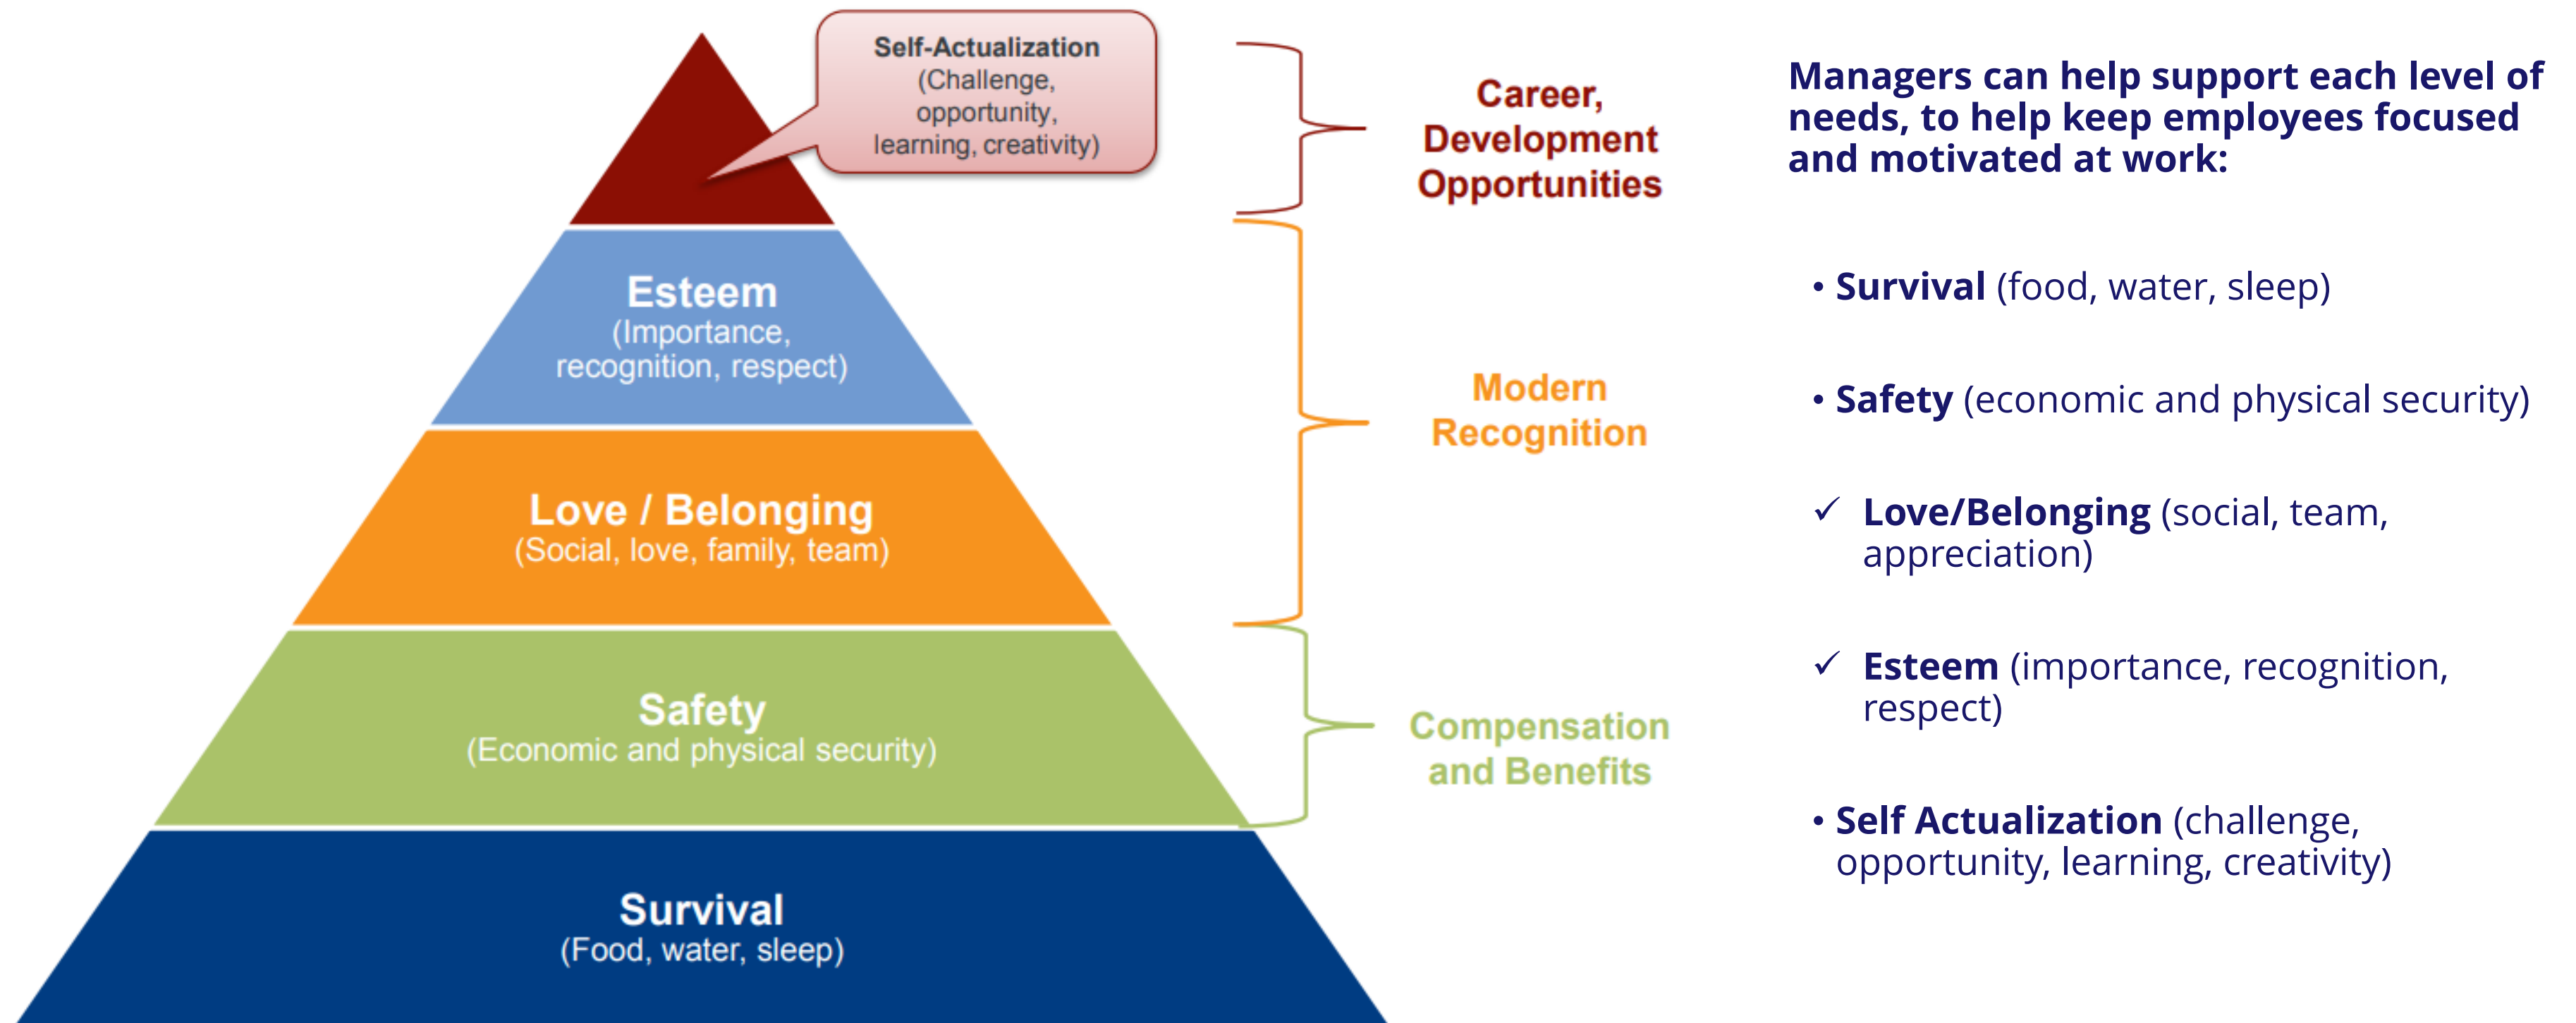 Self-Actualization
(Challenge,
opportunity,
learning, creativity)
Esteem
(Importance,
recognition, respect)
Love / Belonging
(Social, love, family, team)
Safety
(Economic and physical security)
Survival
(Food, water, sleep)
Career,
Development
Opportunities
Modern
Recognition
Compensation
and Benefits
Managers can help support each level of
needs, to help keep employees focused
and motivated at work:
• Survival (food, water, sleep)
• Safety (economic and physical security)
✓ Love/Belonging (social, team,
appreciation)
✓ Esteem (importance, recognition,
respect)
• Self Actualization (challenge,
opportunity, learning, creativity)